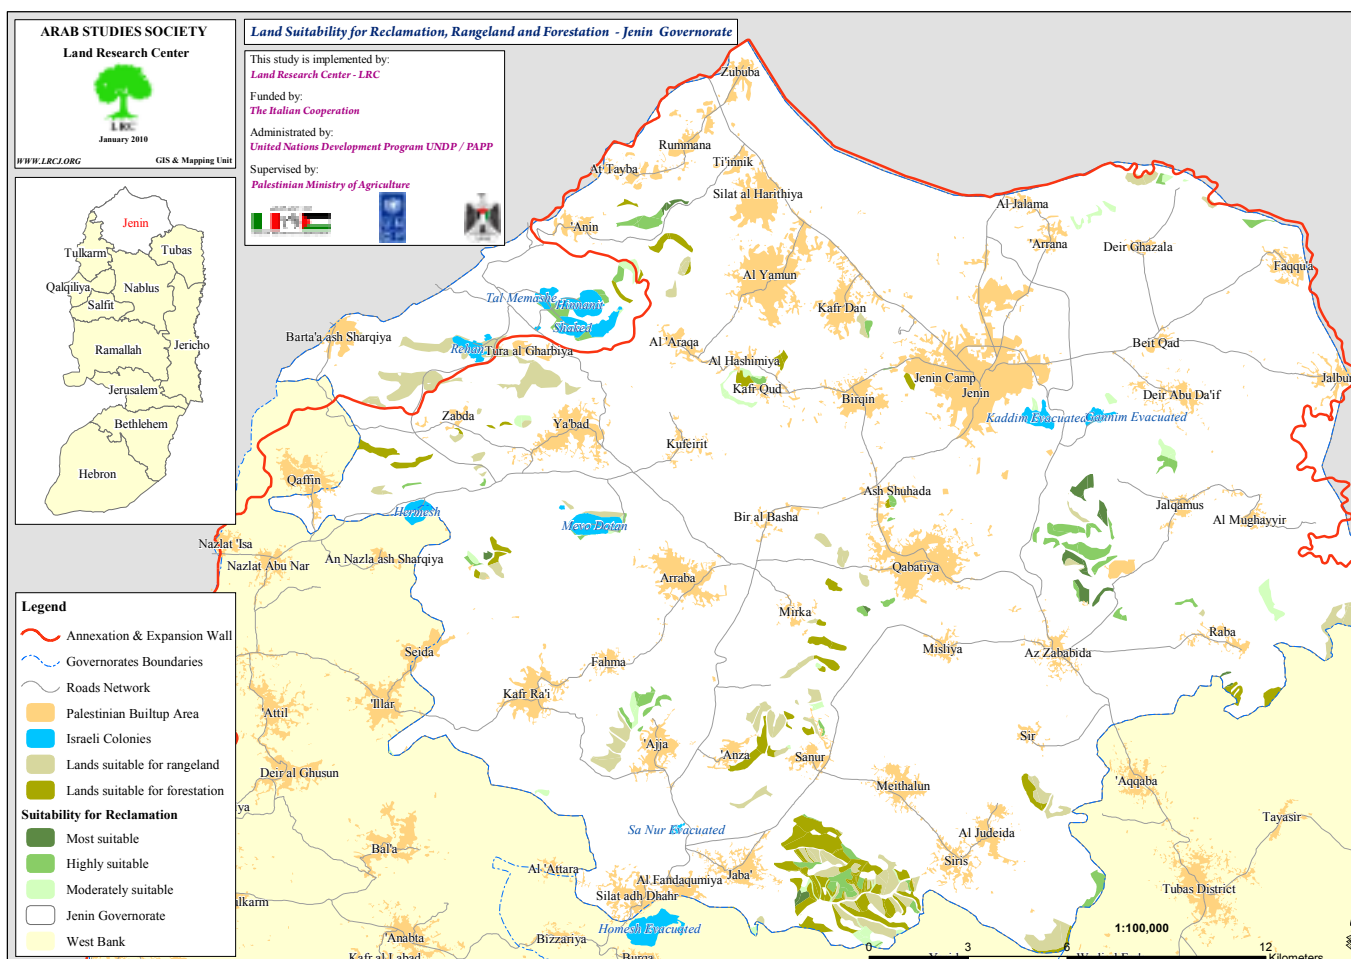 ARAB STUDIES SOCIETY
Land Research Center
LRC
January 2010
WWW.LRCJ.ORG
GIS & Mapping Unit
Land Suitability for Reclamation, Rangeland and Forestation - Jenin Governorate
This study is implemented by:
Land Research Center - LRC
Funded by:
The Italian Cooperation
Administrated by:
United Nations Development Program UNDP / PAPP
Supervised by:
Palestinian Ministry of Agriculture
Jenin
Tulkarm
Tubas
Qalqiliya
Nablus
Salfit
Ramallah
Jericho
Jerusalem
Bethlehem
Hebron
Legend
Annexation & Expansion Wall
Governorates Boundaries
Roads Network
Palestinian Builtup Area
Israeli Colonies
Lands suitable for rangeland
Lands suitable for forestation
Suitability for Reclamation
Most suitable
Highly suitable
Moderately suitable
Jenin Governorate
West Bank
Zububa
Rummana
Ti'innik
At Tayba
Silat al Harithiya
'Anin
Al Jalama
'Arrana
Deir Ghazala
Faqqu'a
Al Yamun
Tal Memashe
Hinnanit
Shaked
Kafr Dan
Barta'a ash Sharqiya
Rehan
Tura al Gharbiya
Al 'Araqa
Al Hashimiya
Beit Qad
Kafr Qud
Jenin Camp
Jenin
Jalbun
Birqin
Deir Abu Da'if
Kaddim Evacuated
Evacuated
Zabda
Ya'bad
Kufeirit
Qaffin
Ash Shuhada
Hermesh
Mevo Dotan
Bir al Basha
Jalqamus
Al Mughayyir
Nazlat 'Isa
Nazlat Abu Nar
An Nazla ash Sharqiya
Qabatiya
Arraba
Mirka
Raba
Seida
Fahma
Misliya
Az Zababida
Kafr Ra'i
'Illar
'Attil
Sir
'Ajja
'Anza
Sanur
Deir al Ghusun
Meithalun
'Aqqaba
ya
Tayasir
Sa Nur Evacuated
Al Judeida
Bal'a
Siris
Al 'Attara
Al Fandaqumiya
Jaba'
Silat adh Dhahr
Tubas District
ulkarm
Homesh Evacuated
'Anabta
Bizzariya
Kafr al Labad
Burqa
1:100,000
0 3 6 12
Kilometers